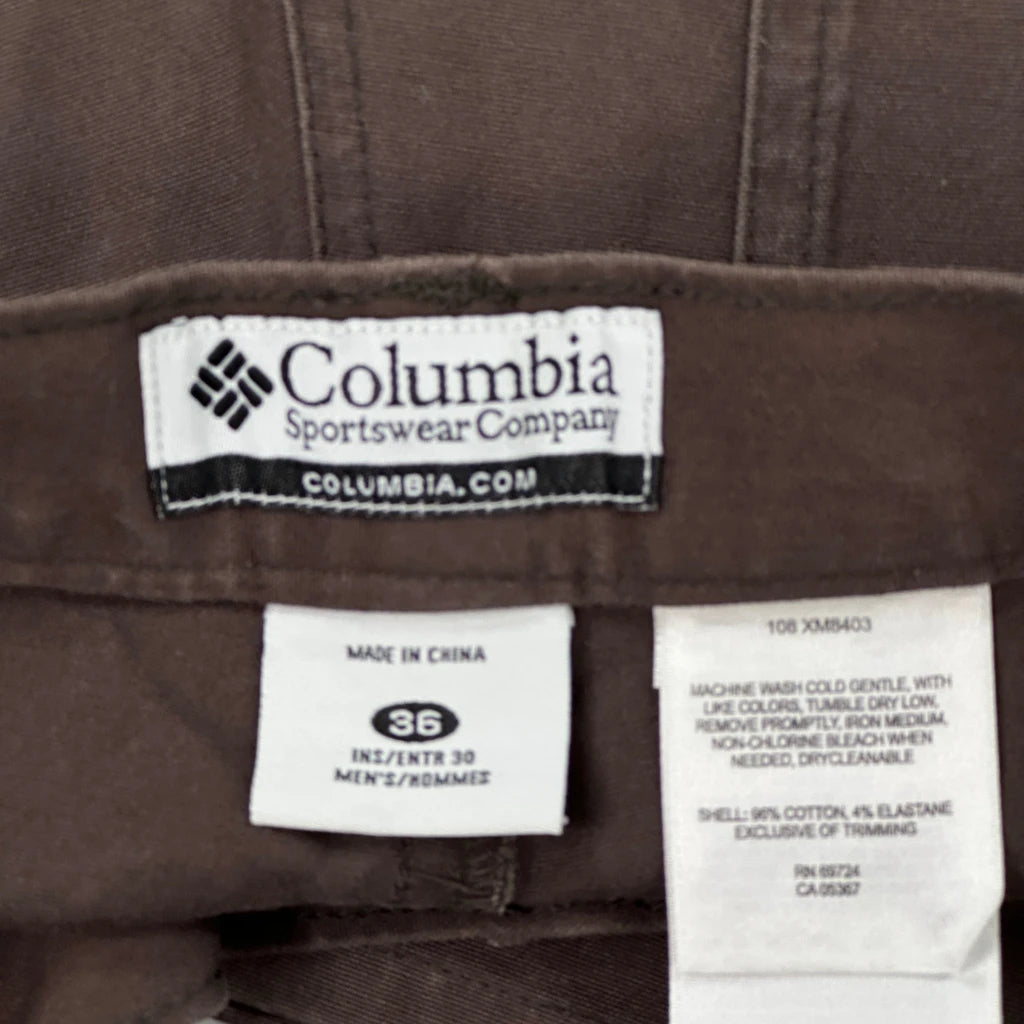 Columbia
Sportswear Company
COLUMBIA.COM
MADE IN CHINA
36
INS/ENTR 30
MEN'S/HOMMES
108 XM8403
MACHINE WASH COLD GENTLE, WITH
LIKE COLORS, TUMBLE DRY LOW,
REMOVE PROMPTLY, IRON MEDIUM,
NON-CHLORINE BLEACH WHEN
NEEDED, DRYCLEANABLE
SHELL: 96% COTTON, 4% ELASTANE
EXCLUSIVE OF TRIMMING
RN 69724
CA 05367